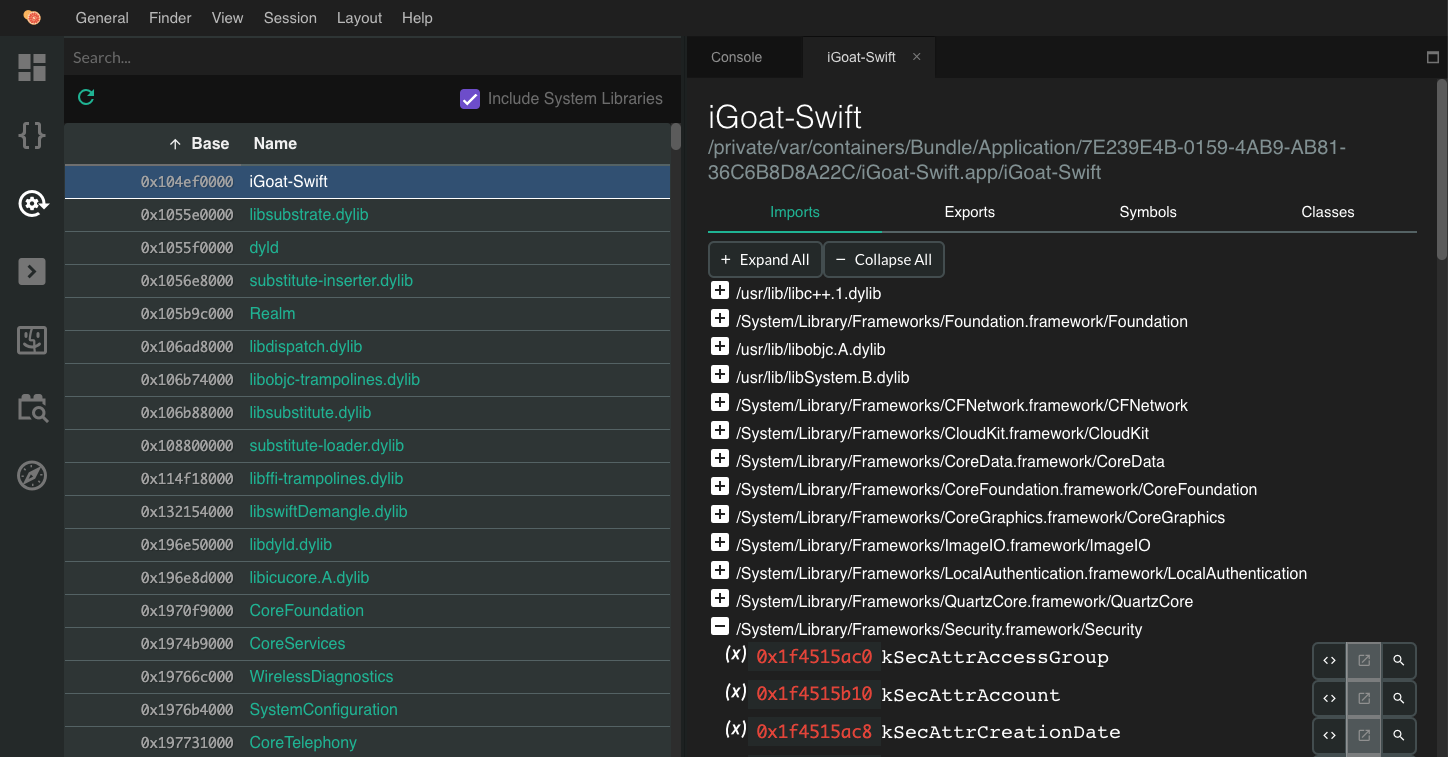 General Finder View Session Layout Help
Search...
Include System Libraries
Base Name
0x104ef0000 iGoat-Swift
0x1055e0000 libsubstrate.dylib
0x1055f0000 dyld
0x1056e8000 substitute-inserter.dylib
0x105b9c000 Realm
0x106ad8000 libdispatch.dylib
0x106b74000 libobjc-trampolines.dylib
0x106b88000 libsubstitute.dylib
0x108800000 substitute-loader.dylib
0x114f18000 libffi-trampolines.dylib
0x132154000 libswiftDemangle.dylib
0x196e50000 libdyld.dylib
0x196e8d000 libicucore.A.dylib
0x1970f9000 CoreFoundation
0x1974b9000 CoreServices
0x19766c000 WirelessDiagnostics
0x1976b4000 SystemConfiguration
0x197731000 CoreTelephony
Console iGoat-Swift ×
iGoat-Swift
/private/var/containers/Bundle/Application/7E239E4B-0159-4AB9-AB81-
36C6B8D8A22C/iGoat-Swift.app/iGoat-Swift
Imports Exports Symbols Classes
+ Expand All − Collapse All
/usr/lib/libc++.1.dylib
/System/Library/Frameworks/Foundation.framework/Foundation
/usr/lib/libobjc.A.dylib
/usr/lib/libSystem.B.dylib
/System/Library/Frameworks/CFNetwork.framework/CFNetwork
/System/Library/Frameworks/CloudKit.framework/CloudKit
/System/Library/Frameworks/CoreData.framework/CoreData
/System/Library/Frameworks/CoreFoundation.framework/CoreFoundation
/System/Library/Frameworks/CoreGraphics.framework/CoreGraphics
/System/Library/Frameworks/ImageIO.framework/ImageIO
/System/Library/Frameworks/LocalAuthentication.framework/LocalAuthentication
/System/Library/Frameworks/QuartzCore.framework/QuartzCore
/System/Library/Frameworks/Security.framework/Security
(x) 0x1f4515ac0 kSecAttrAccessGroup
(x) 0x1f4515b10 kSecAttrAccount
(x) 0x1f4515ac8 kSecAttrCreationDate